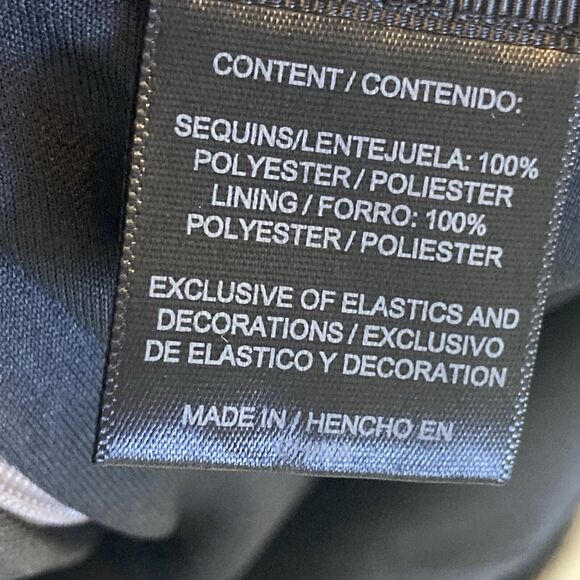 CONTENT / CONTENIDO:
SEQUINS/LENTEJUELA: 100%
POLYESTER / POLIESTER
LINING / FORRO: 100%
POLYESTER / POLIESTER
EXCLUSIVE OF ELASTICS AND
DECORATIONS / EXCLUSIVO
DE ELASTICO Y DECORATION
MADE IN / HENCHO EN